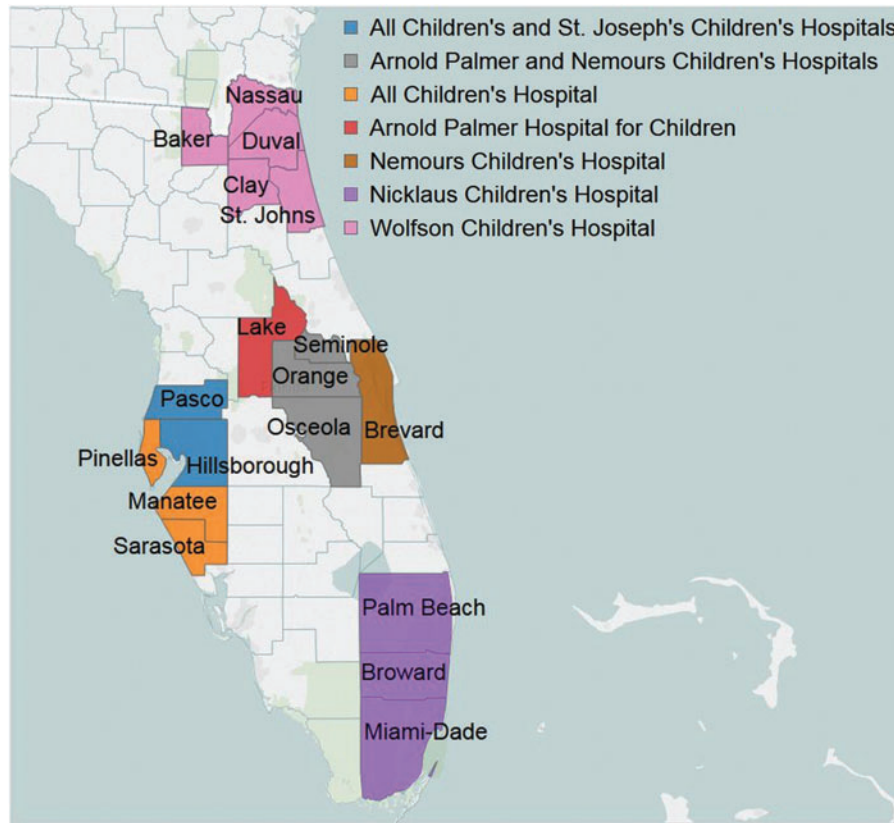 All Children's and St. Joseph's Children's Hospitals
Arnold Palmer and Nemours Children's Hospitals
All Children's Hospital
Arnold Palmer Hospital for Children
Nemours Children's Hospital
Nicklaus Children's Hospital
Wolfson Children's Hospital
Nassau
Baker
Duval
Clay
St. Johns
Lake
Seminole
Orange
Pasco
Osceola
Brevard
Pinellas
Hillsborough
Manatee
Sarasota
Palm Beach
Broward
Miami-Dade